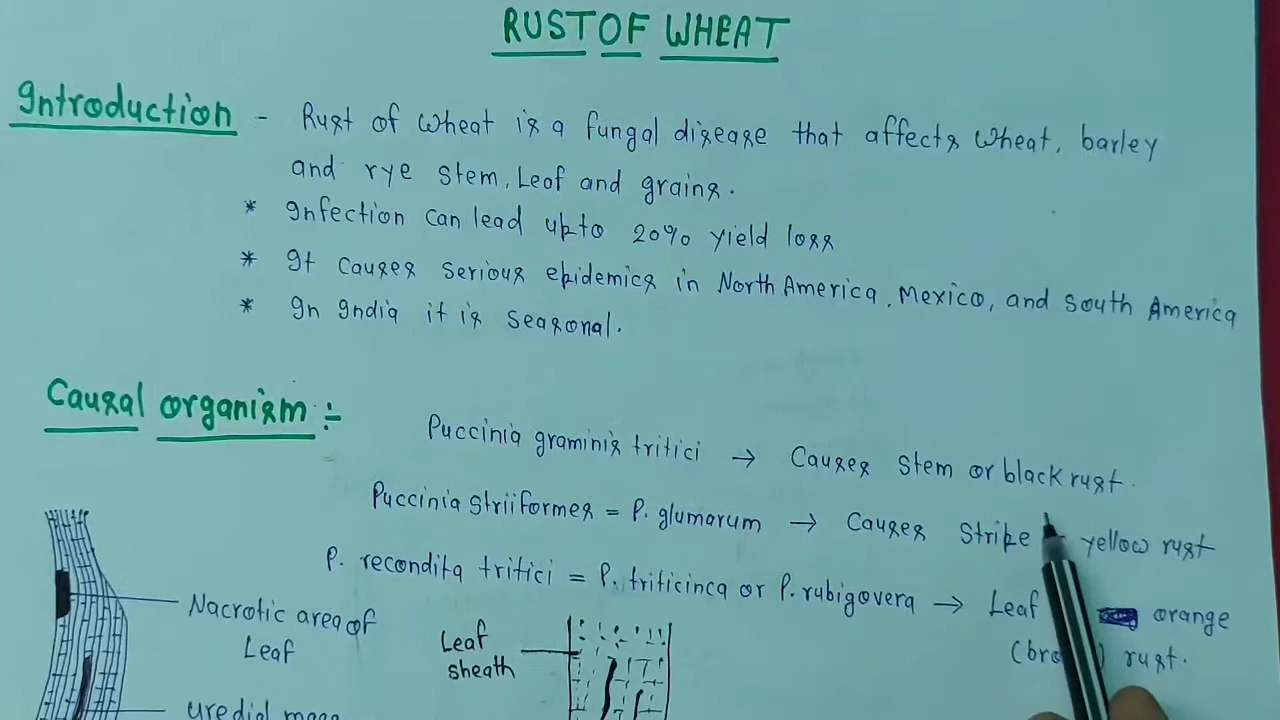 RUST OF WHEAT
Introduction - Rust of wheat is a fungal disease that affects wheat, barley
and rye stem, Leof and grains.
* Infection can lead upto 20% yield loss
* It causes serious epidemics in North America, Mexico, and south America
* In India it is seasonal.
Causal organism :-
Puccinia graminis tritici → Causes stem or black rust.
Puccinia striiformes = P. glumarum → Causes Stripe yellow rust
P. recondita tritici = P. triticinca or P. rubigovera → Leaf orange
rust.
Nacrotic area of
Leaf
Leaf
sheath
uredial